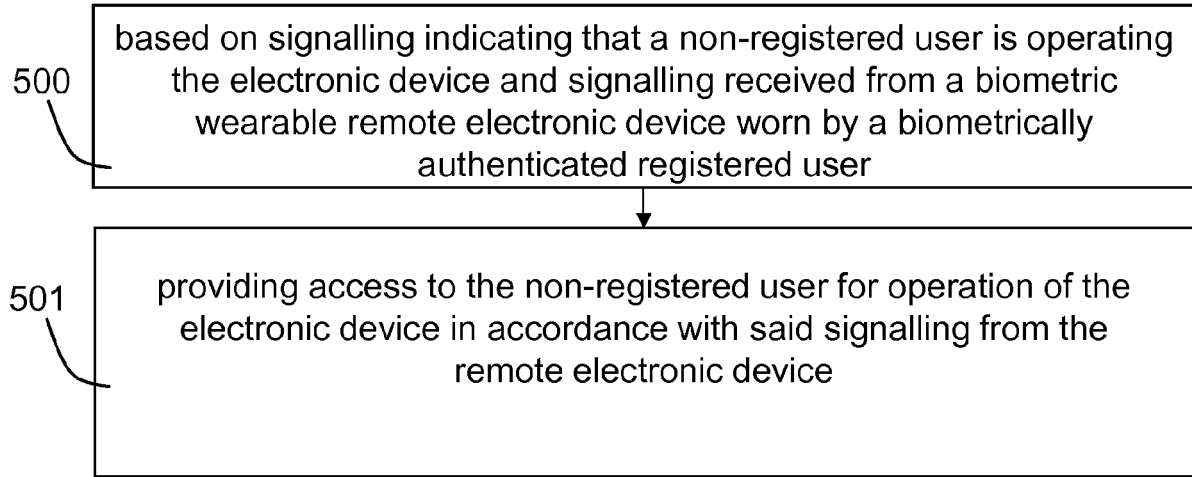 based on signalling indicating that a non-registered user is operating
the electronic device and signalling received from a biometric
500
wearable remote electronic device worn by a biometrically
authenticated registered user
providing access to the non-registered user for operation of the
501
electronic device in accordance with said signalling from the
remote electronic device